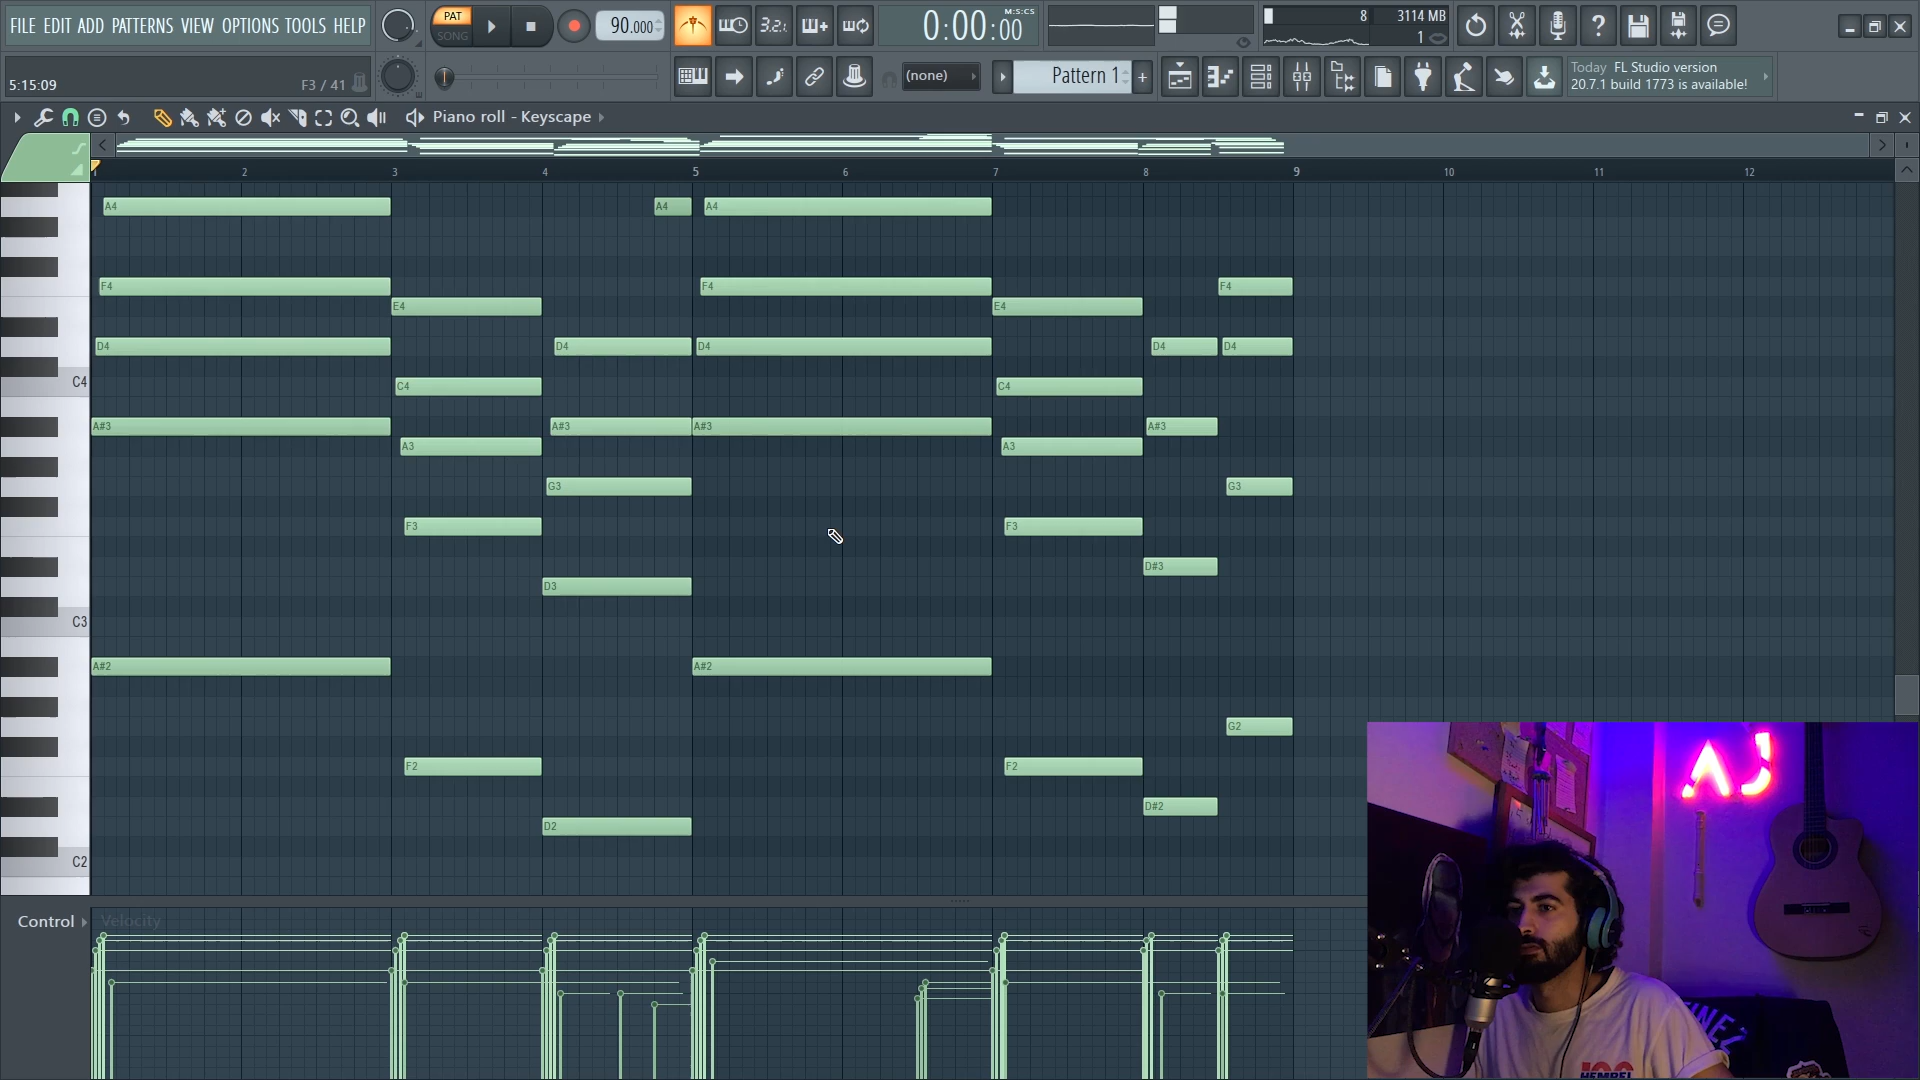 FILE EDIT ADD PATTERNS VIEW OPTIONS TOOLS HELP
PAT
SONG
90.000
3.2.1
0:00:00
M:S:CS
8
3114 MB
1
5:15:09
F3 / 41
(none)
Pattern 1
+
Today FL Studio version
20.7.1 build 1773 is available!
Piano roll - Keyscape
2 3 4 5 6 7 8 9 10 11 12
A4 A4 A4
F4 F4 F4
E4 E4
D4 D4 D4 D4 D4
C4 C4 C4
A#3 A#3 A#3 A#3
A3 A3
G3 G3
F3 F3
D#3
D3
C3
A#2 A#2
G2
F2 F2
D#2
D2
C2
Control
Velocity
AJ